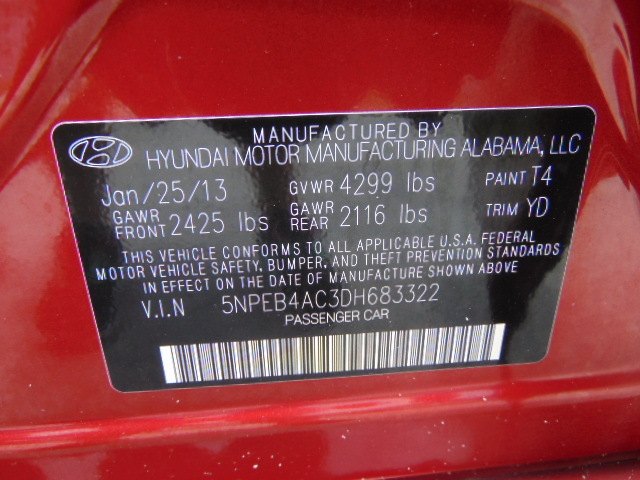 MANUFACTURED BY
HYUNDAI MOTOR MANUFACTURING ALABAMA, LLC
Jan/25/13 GVWR 4299 lbs PAINT T4
GAWR FRONT 2425 lbs GAWR REAR 2116 lbs TRIM YD
THIS VEHICLE CONFORMS TO ALL APPLICABLE U.S.A. FEDERAL
MOTOR VEHICLE SAFETY, BUMPER, AND THEFT PREVENTION STANDARDS
IN EFFECT ON THE DATE OF MANUFACTURE SHOWN ABOVE
V.I.N 5NPEB4AC3DH683322
PASSENGER CAR